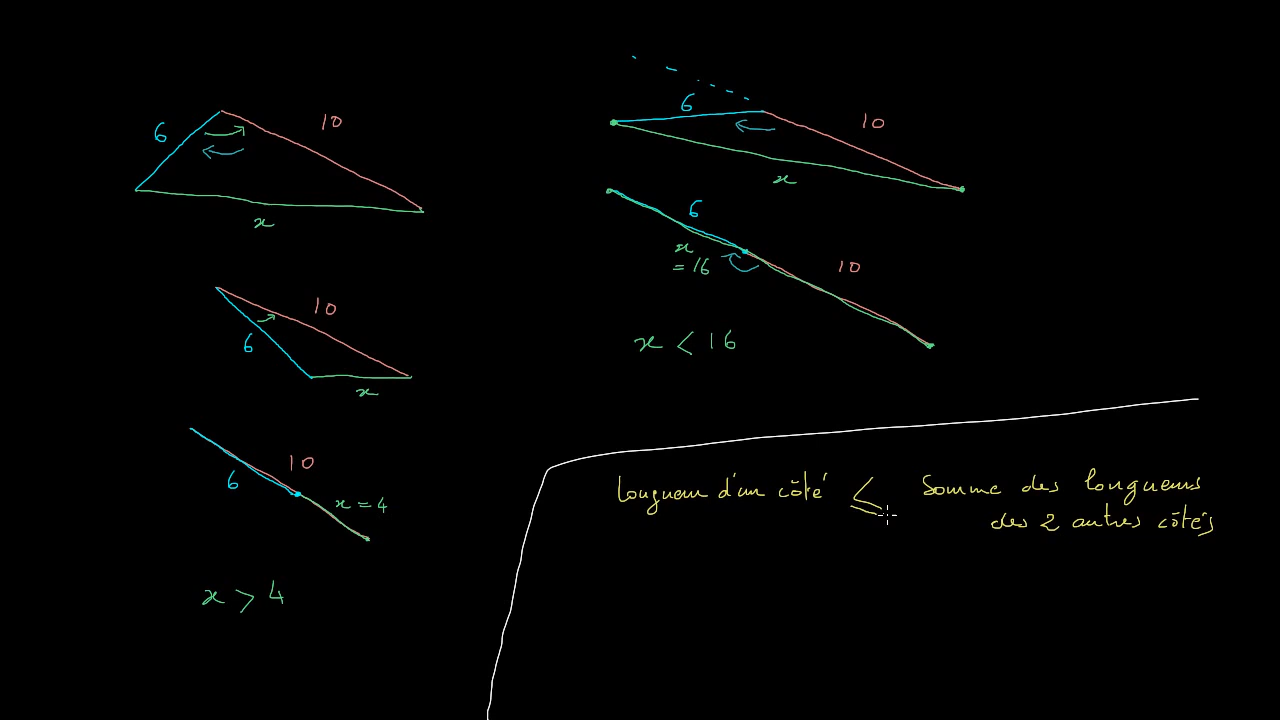 6
10
x
10
6
x
10
6
x = 4
x > 4
6
10
x
6
x
= 16
10
x < 16
longueur d'un côté ≤ Somme des longueurs
des 2 autres côtés